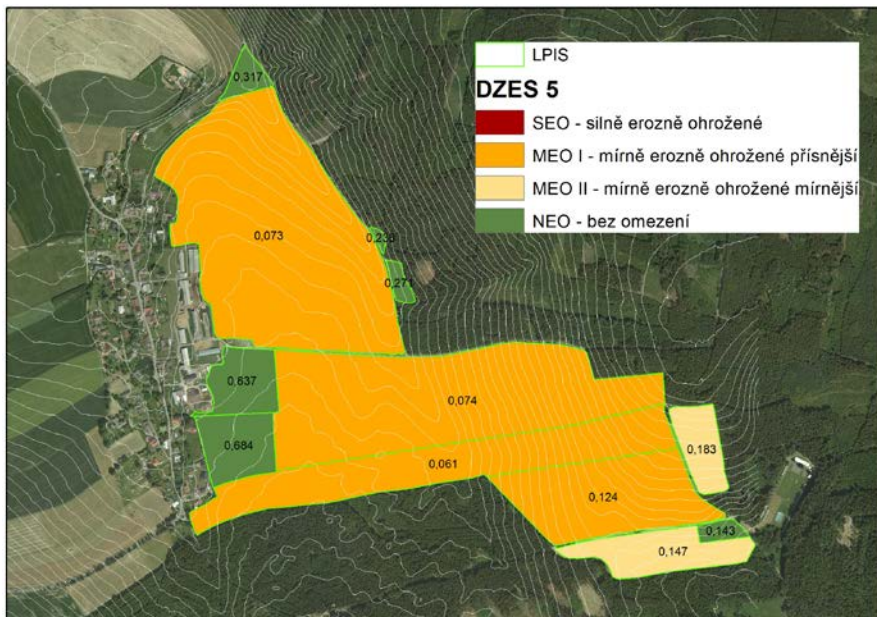 LPIS
DZES 5
SEO - silně erozně ohrožené
MEO I - mírně erozně ohrožené přísnější
MEO II - mírně erozně ohrožené mírnější
NEO - bez omezení
0,317
0,073
0,271
0,637
0,074
0,684
0,061
0,183
0,124
0,143
0,147